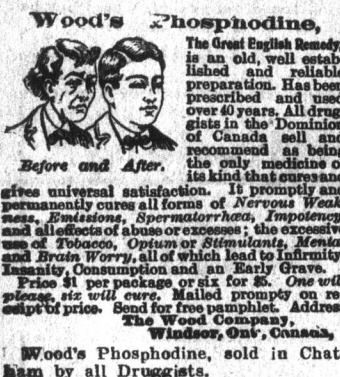 Wood's Phosphodine,
The Great English Remedy,
is an old, well estab
lished and reliable
preparation. Has been
prescribed and used
over 40 years. All drug-
gists in the Dominion
of Canada sell and
recommend as being
the only medicine of
its kind that cures and
Before and After.
gives universal satisfaction. It promptly and
permanently cures all forms of Nervous Weak
ness, Emissions, Spermatorrhœa, Impotency
and all effects of abuse or excesses; the excessive
use of Tobacco, Opium or Stimulants, Menta
and Brain Worry, all of which lead to Infirmity
Insanity, Consumption and an Early Grave.
Price $1 per package or six for $5. One wil
please, six will cure. Mailed prompty on re
ceipt of price. Send for free pamphlet. Addres
The Wood Company,
Windsor, Ont., Canada,
Wood's Phosphodine, sold in Chat
ham by all Druggists.